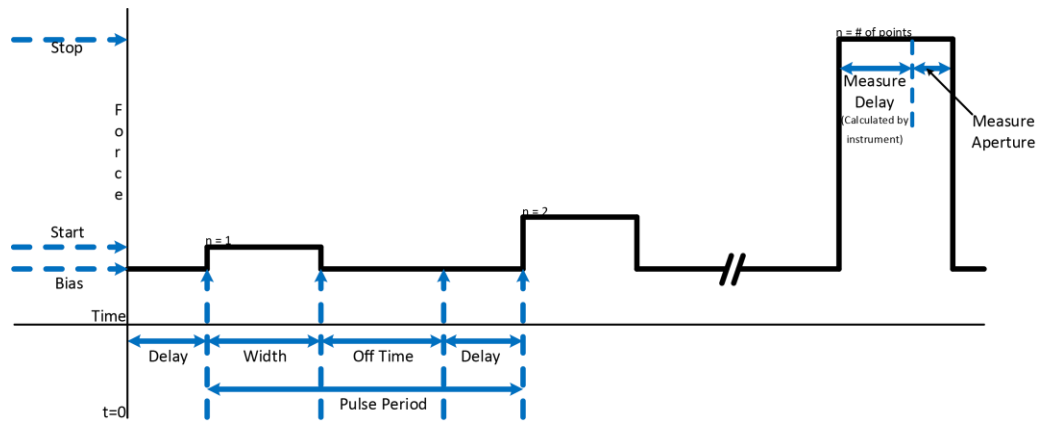 n = # of points
Stop
Measure
Delay
(Calculated by
instrument)
Force
Measure
Aperture
n = 2
Start
n = 1
Bias
Time
Delay
Width
Off Time
Delay
Pulse Period
t=0